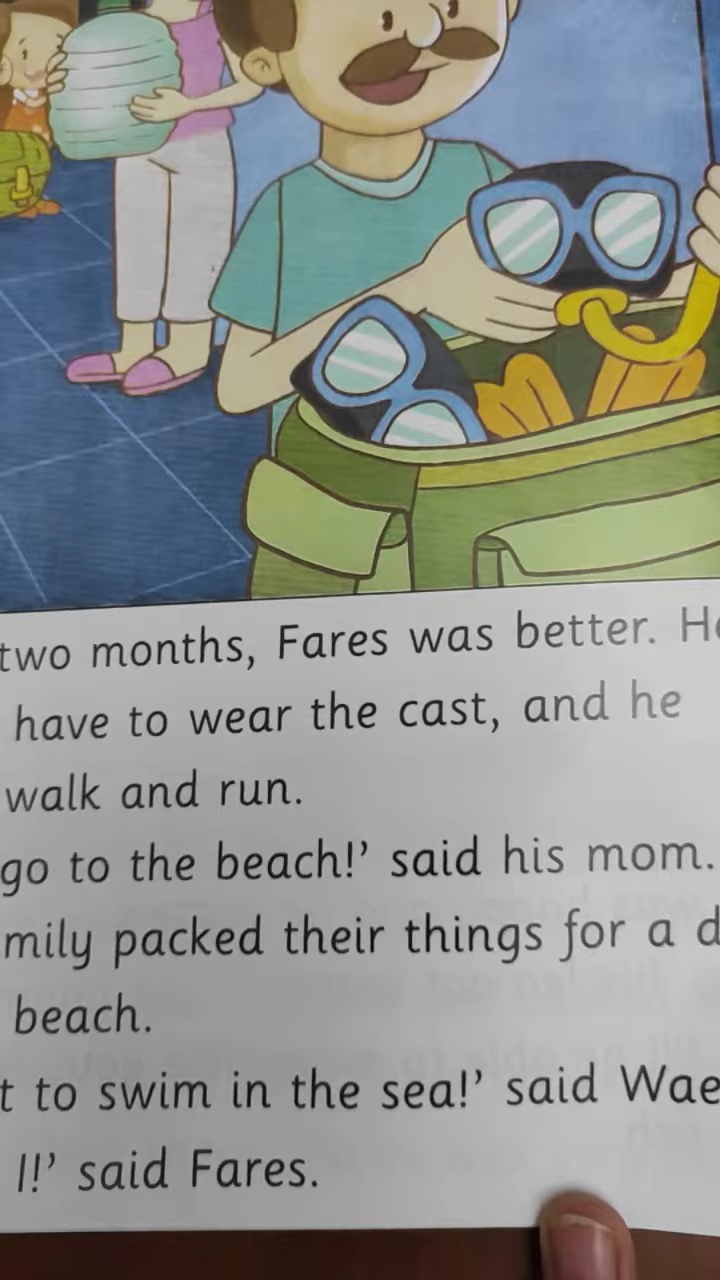 two months, Fares was better.
have to wear the cast, and he
walk and run.
go to the beach!’ said his mom.
packed their things for a
beach.
to swim in the sea!’ said
I!’ said Fares.